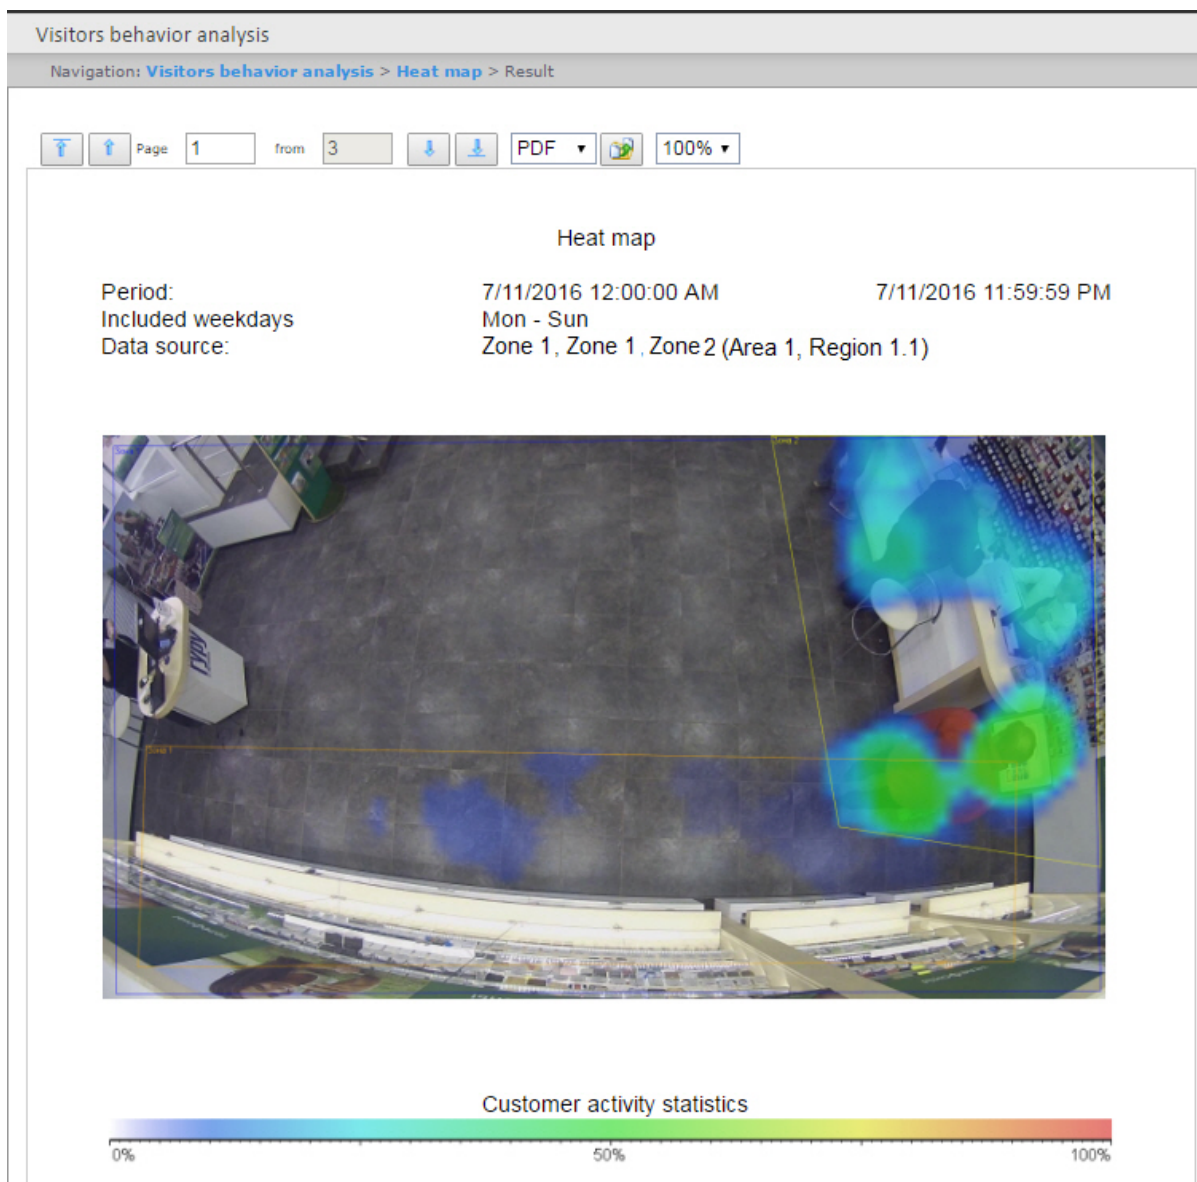 Visitors behavior analysis
Navigation: Visitors behavior analysis > Heat map > Result
Page 1 from 3 PDF 100%
Heat map
Period: 7/11/2016 12:00:00 AM 7/11/2016 11:59:59 PM
Included weekdays Mon - Sun
Data source: Zone 1, Zone 1, Zone 2 (Area 1, Region 1.1)
Customer activity statistics
0% 50% 100%